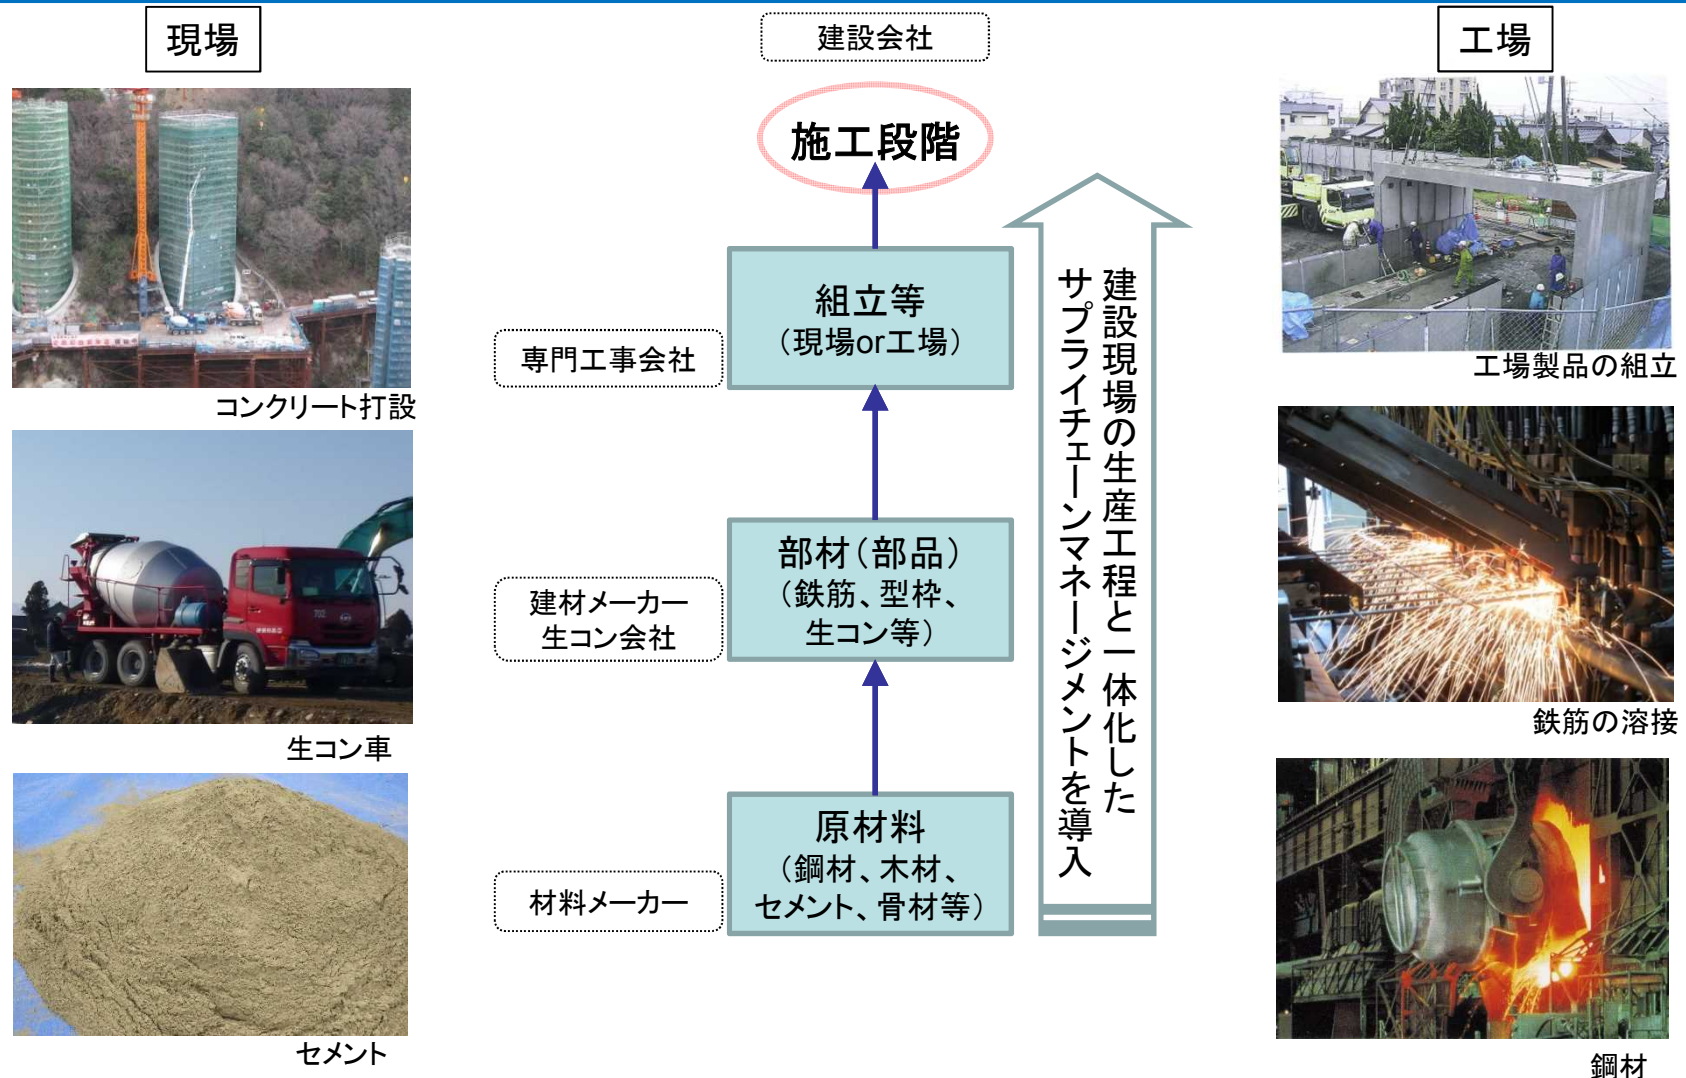 現場
建設会社
工場
施工段階
組立等
（現場or工場）
専門工事会社
建設現場の生産工程と一体化した
サプライチェーンマネージメントを導入
工場製品の組立
コンクリート打設
部材（部品）
（鉄筋、型枠、
生コン等）
建材メーカー
生コン会社
鉄筋の溶接
生コン車
原材料
（鋼材、木材、
セメント、骨材等）
材料メーカー
セメント
鋼材